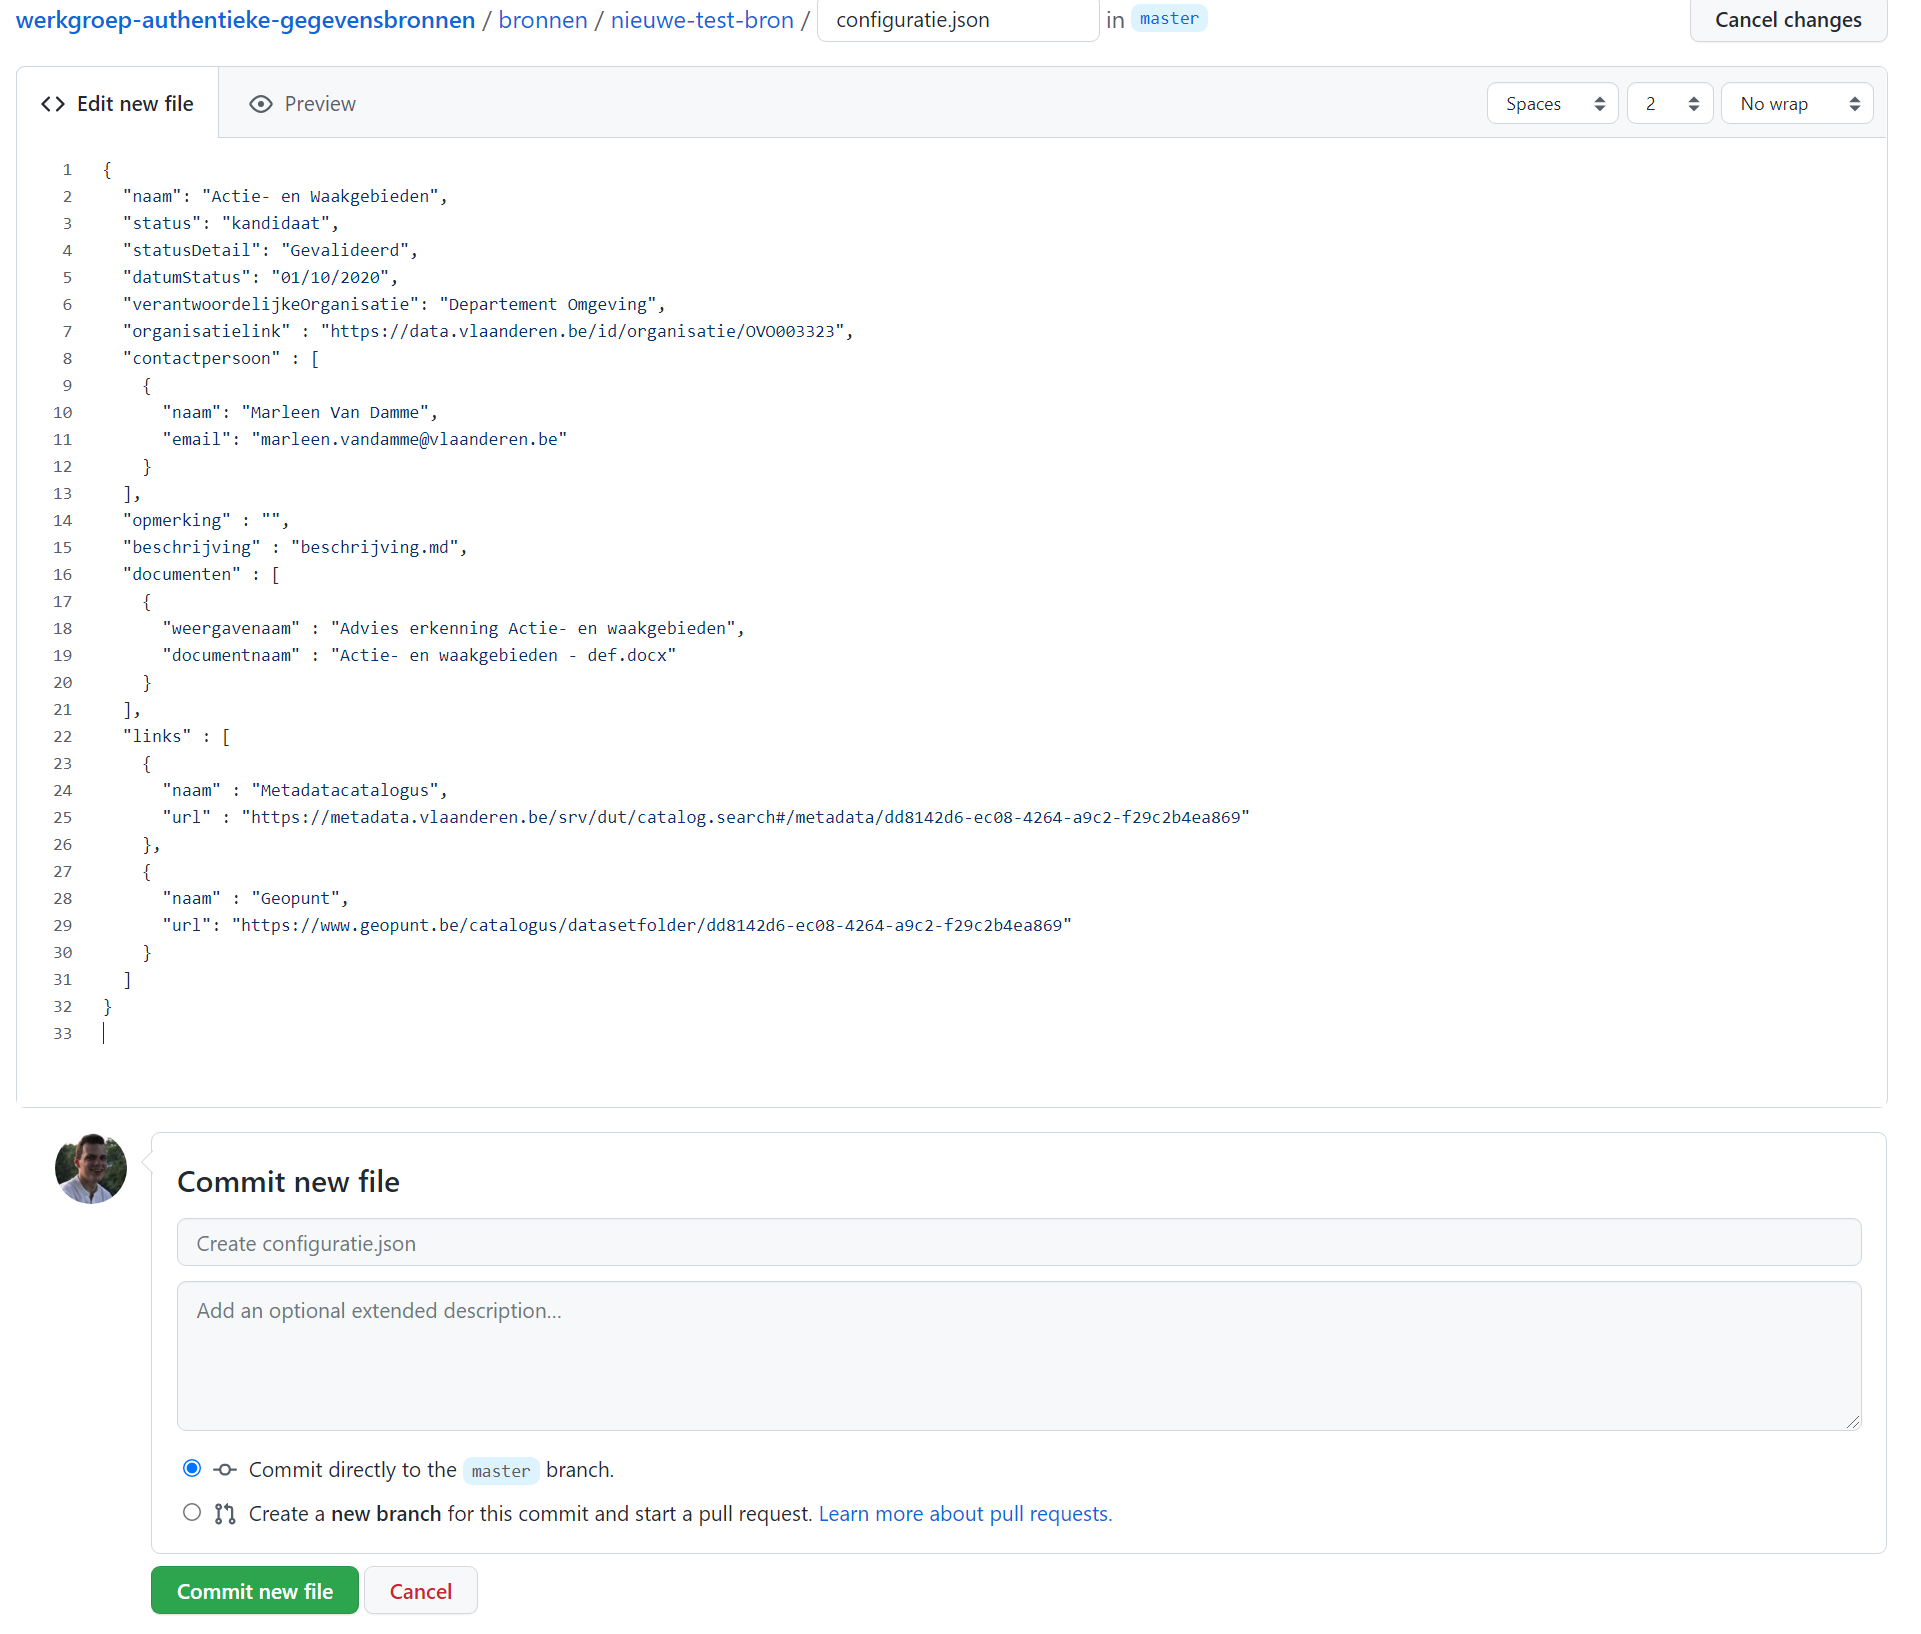 werkgroep-authentieke-gegevensbronnen / bronnen / nieuwe-test-bron / configuratie.json in master Cancel changes
Edit new file Preview Spaces 2 No wrap
1 {
2 "naam": "Actie- en Waakgebieden",
3 "status": "kandidaat",
4 "statusDetail": "Gevalideerd",
5 "datumStatus": "01/10/2020",
6 "verantwoordelijkeOrganisatie": "Departement Omgeving",
7 "organisatielink" : "https://data.vlaanderen.be/id/organisatie/OVO003323",
8 "contactpersoon" : [
9 {
10 "naam": "Marleen Van Damme",
11 "email": "marleen.vandamme@vlaanderen.be"
12 }
13 ],
14 "opmerking" : "",
15 "beschrijving" : "beschrijving.md",
16 "documenten" : [
17 {
18 "weergavenaam" : "Advies erkenning Actie- en waakgebieden",
19 "documentnaam" : "Actie- en waakgebieden - def.docx"
20 }
21 ],
22 "links" : [
23 {
24 "naam" : "Metadatacatalogus",
25 "url" : "https://metadata.vlaanderen.be/srv/dut/catalog.search#/metadata/dd8142d6-ec08-4264-a9c2-f29c2b4ea869"
26 },
27 {
28 "naam" : "Geopunt",
29 "url": "https://www.geopunt.be/catalogus/datasetfolder/dd8142d6-ec08-4264-a9c2-f29c2b4ea869"
30 }
31 ]
32 }
33
Commit new file
Create configuratie.json
Add an optional extended description...
Commit directly to the master branch.
Create a new branch for this commit and start a pull request. Learn more about pull requests.
Commit new file Cancel